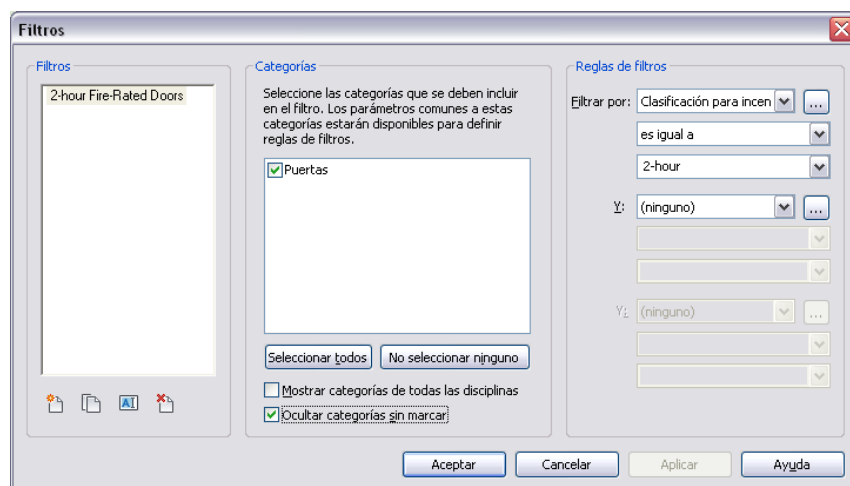 Filtros
Filtros
2-hour Fire-Rated Doors
Categorías
Seleccione las categorías que se deben incluir
en el filtro. Los parámetros comunes a estas
categorías estarán disponibles para definir
reglas de filtros.
Puertas
Seleccionar todos
No seleccionar ninguno
Mostrar categorías de todas las disciplinas
Ocultar categorías sin marcar
Reglas de filtros
Filtrar por: Clasificación para incen ...
es igual a
2-hour
Y: (ninguno) ...
Y: (ninguno) ...
Aceptar
Cancelar
Aplicar
Ayuda